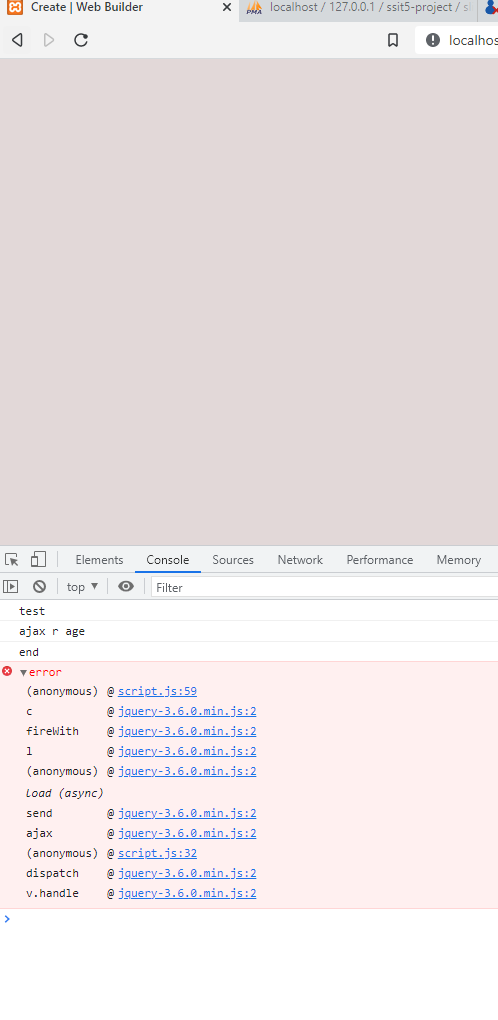 Create | Web Builder
PMA localhost / 127.0.0.1 / ssit5-project / si
localhos
Elements Console Sources Network Performance Memory
top ▼ Filter
test
ajax r age
end
▼error
(anonymous) @ script.js:59
c @ jquery-3.6.0.min.js:2
fireWith @ jquery-3.6.0.min.js:2
l @ jquery-3.6.0.min.js:2
(anonymous) @ jquery-3.6.0.min.js:2
load (async)
send @ jquery-3.6.0.min.js:2
ajax @ jquery-3.6.0.min.js:2
(anonymous) @ script.js:32
dispatch @ jquery-3.6.0.min.js:2
v.handle @ jquery-3.6.0.min.js:2